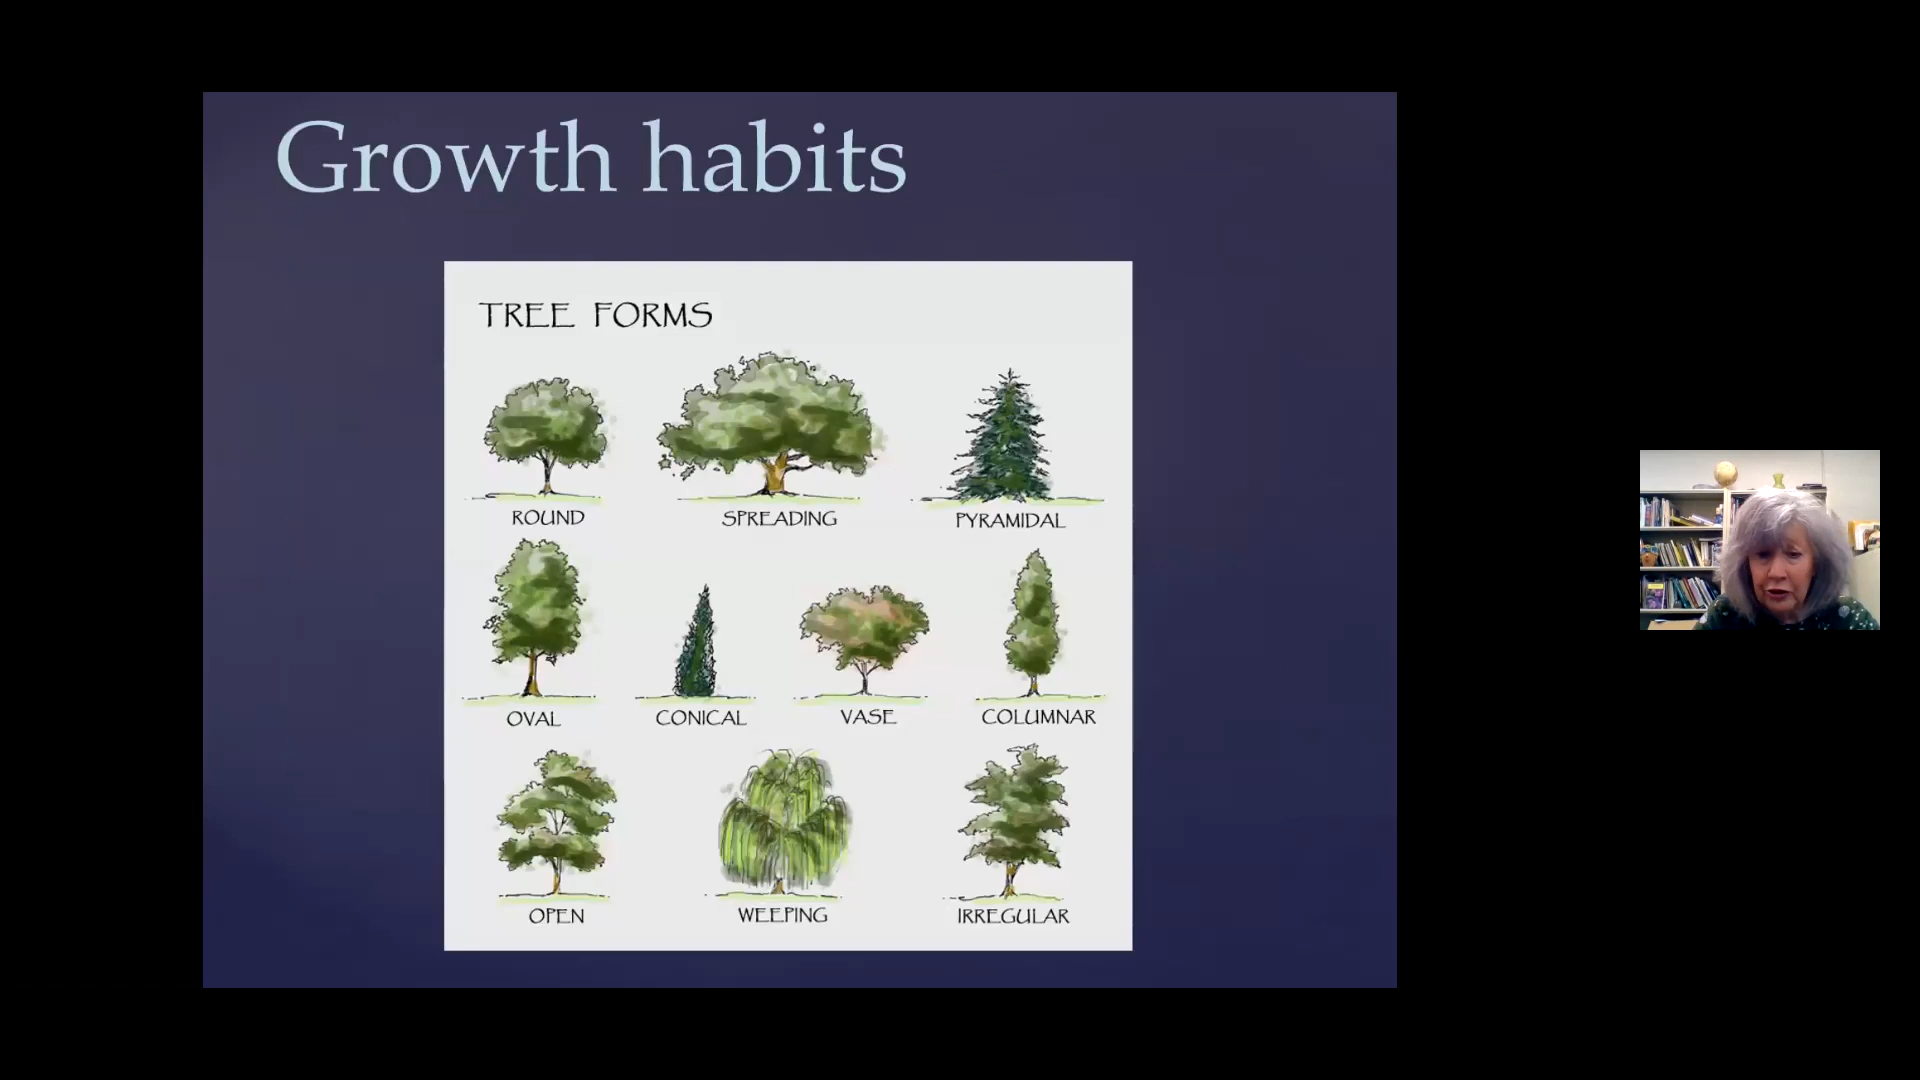 Growth habits
TREE FORMS
ROUND
SPREADING
PYRAMIDAL
OVAL
CONICAL
VASE
COLUMNAR
OPEN
WEEPING
IRREGULAR